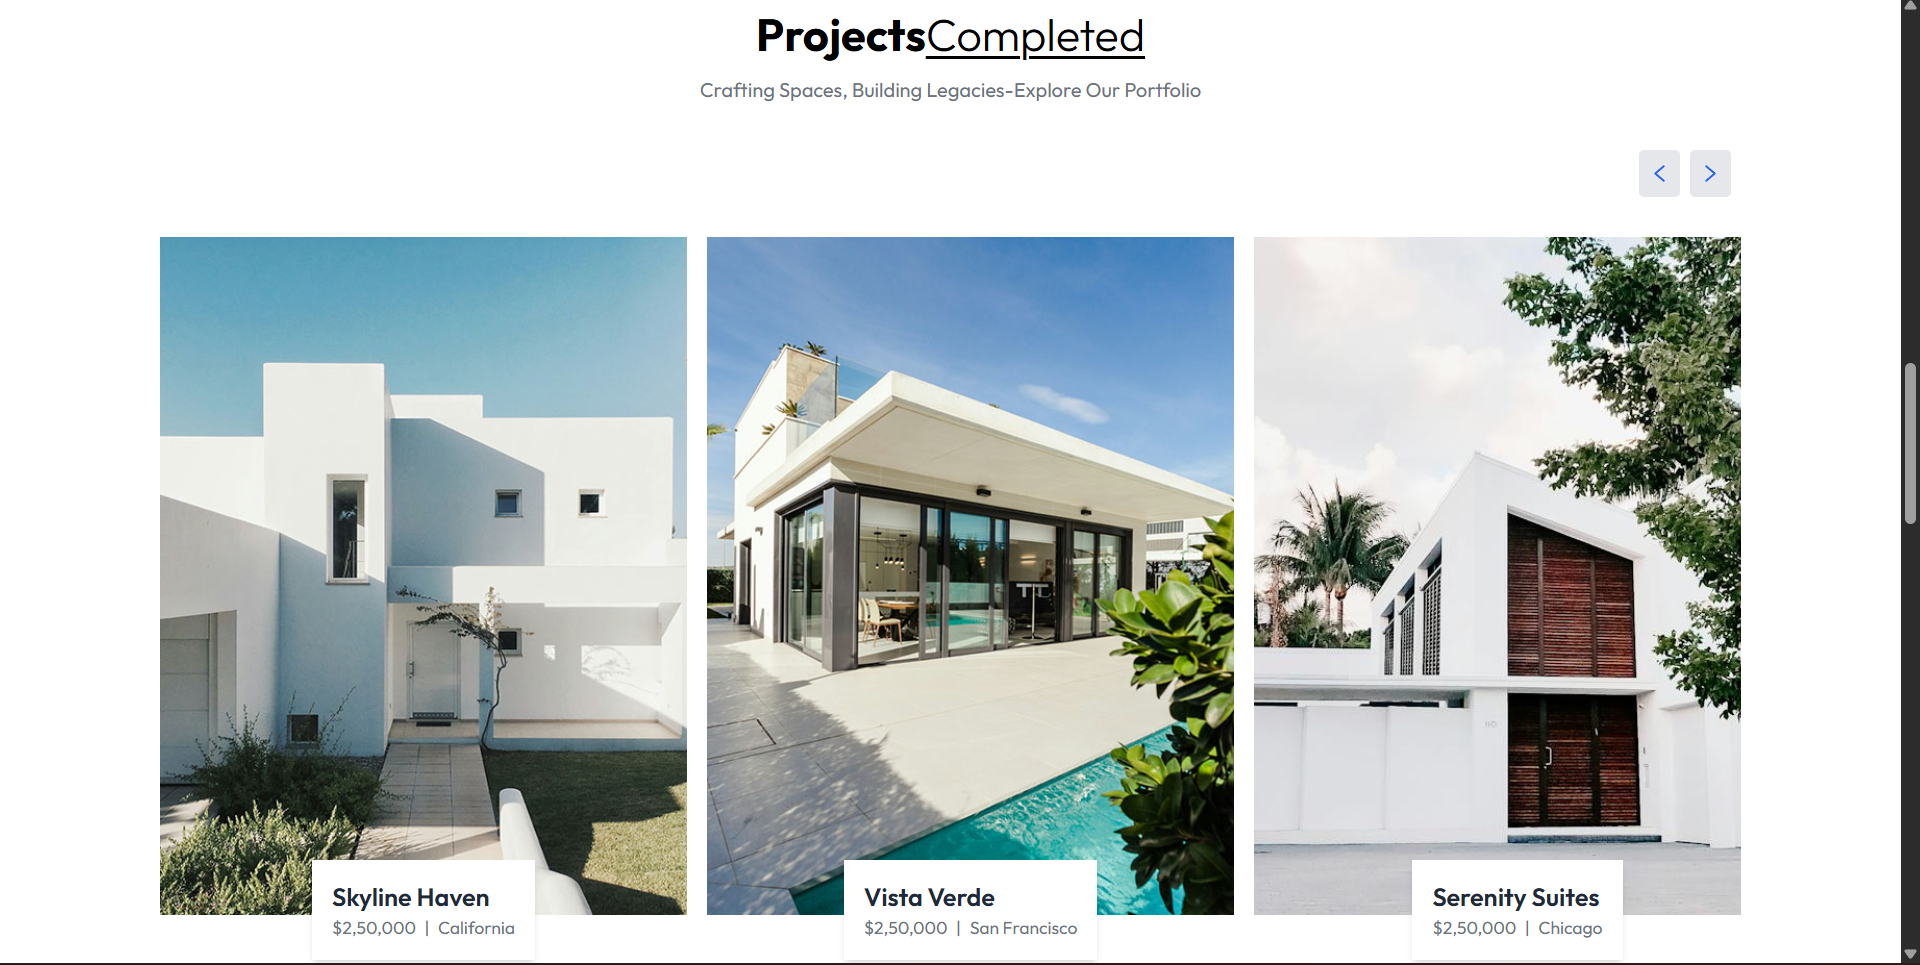 ProjectsCompleted
Crafting Spaces, Building Legacies-Explore Our Portfolio
Skyline Haven
$2,50,000 | California
Vista Verde
$2,50,000 | San Francisco
Serenity Suites
$2,50,000 | Chicago